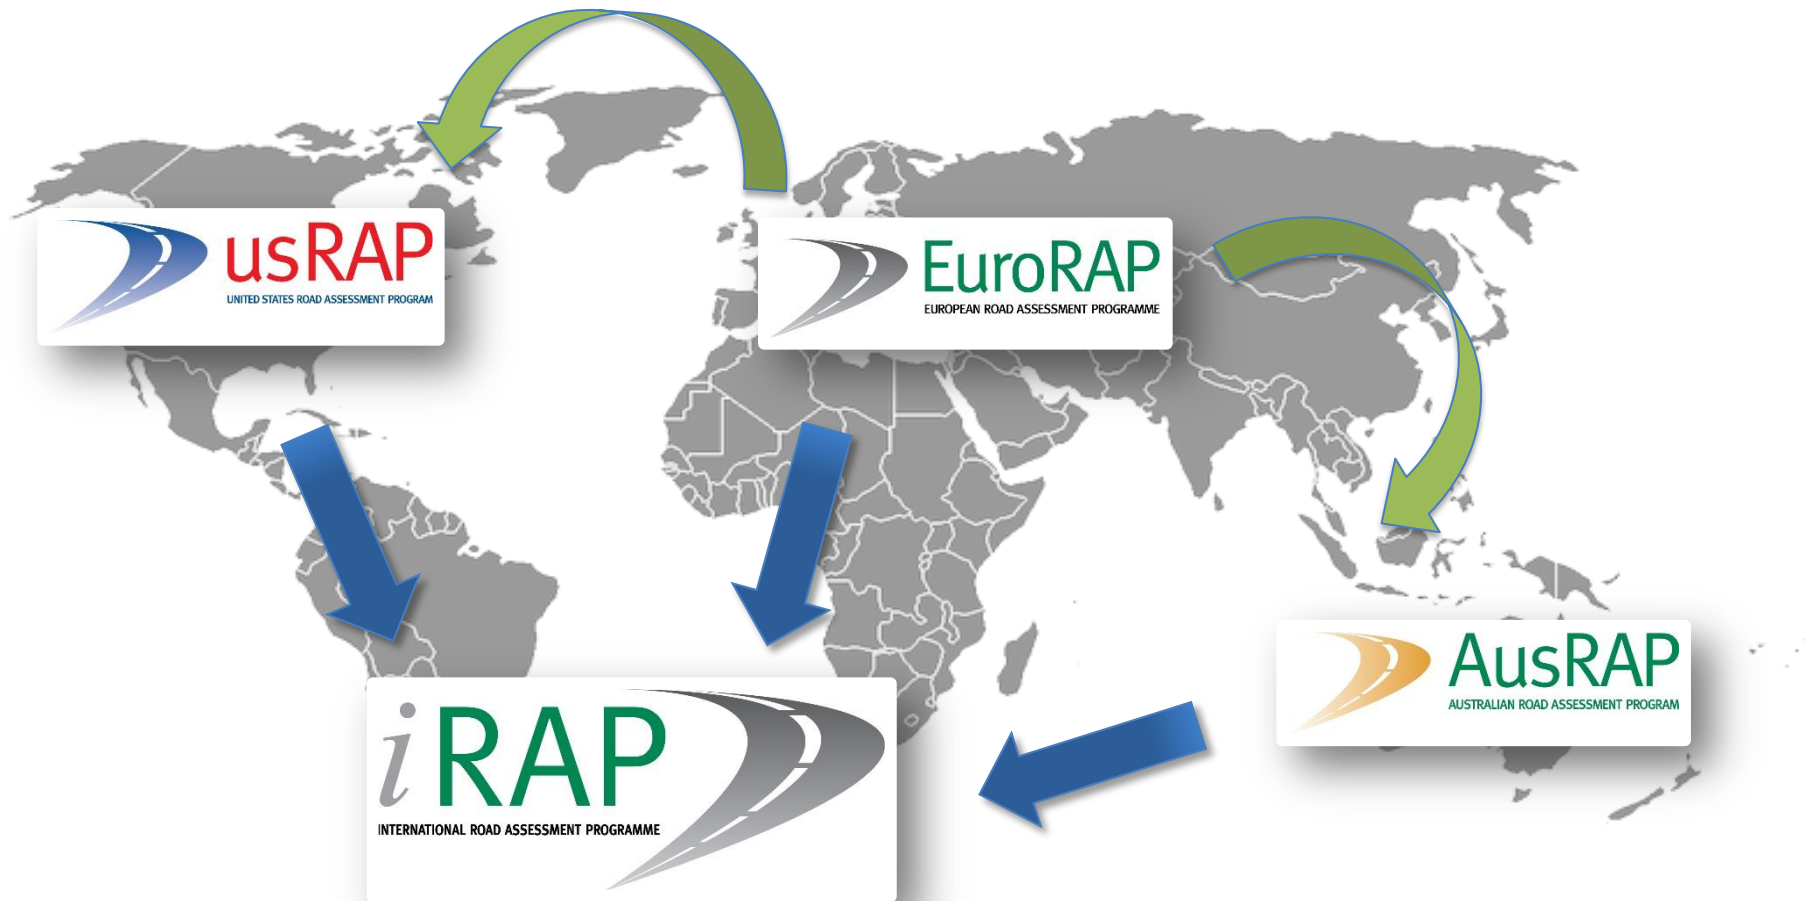 usRAP
UNITED STATES ROAD ASSESSMENT PROGRAM
EuroRAP
EUROPEAN ROAD ASSESSMENT PROGRAMME
AusRAP
AUSTRALIAN ROAD ASSESSMENT PROGRAM
iRAP
INTERNATIONAL ROAD ASSESSMENT PROGRAMME